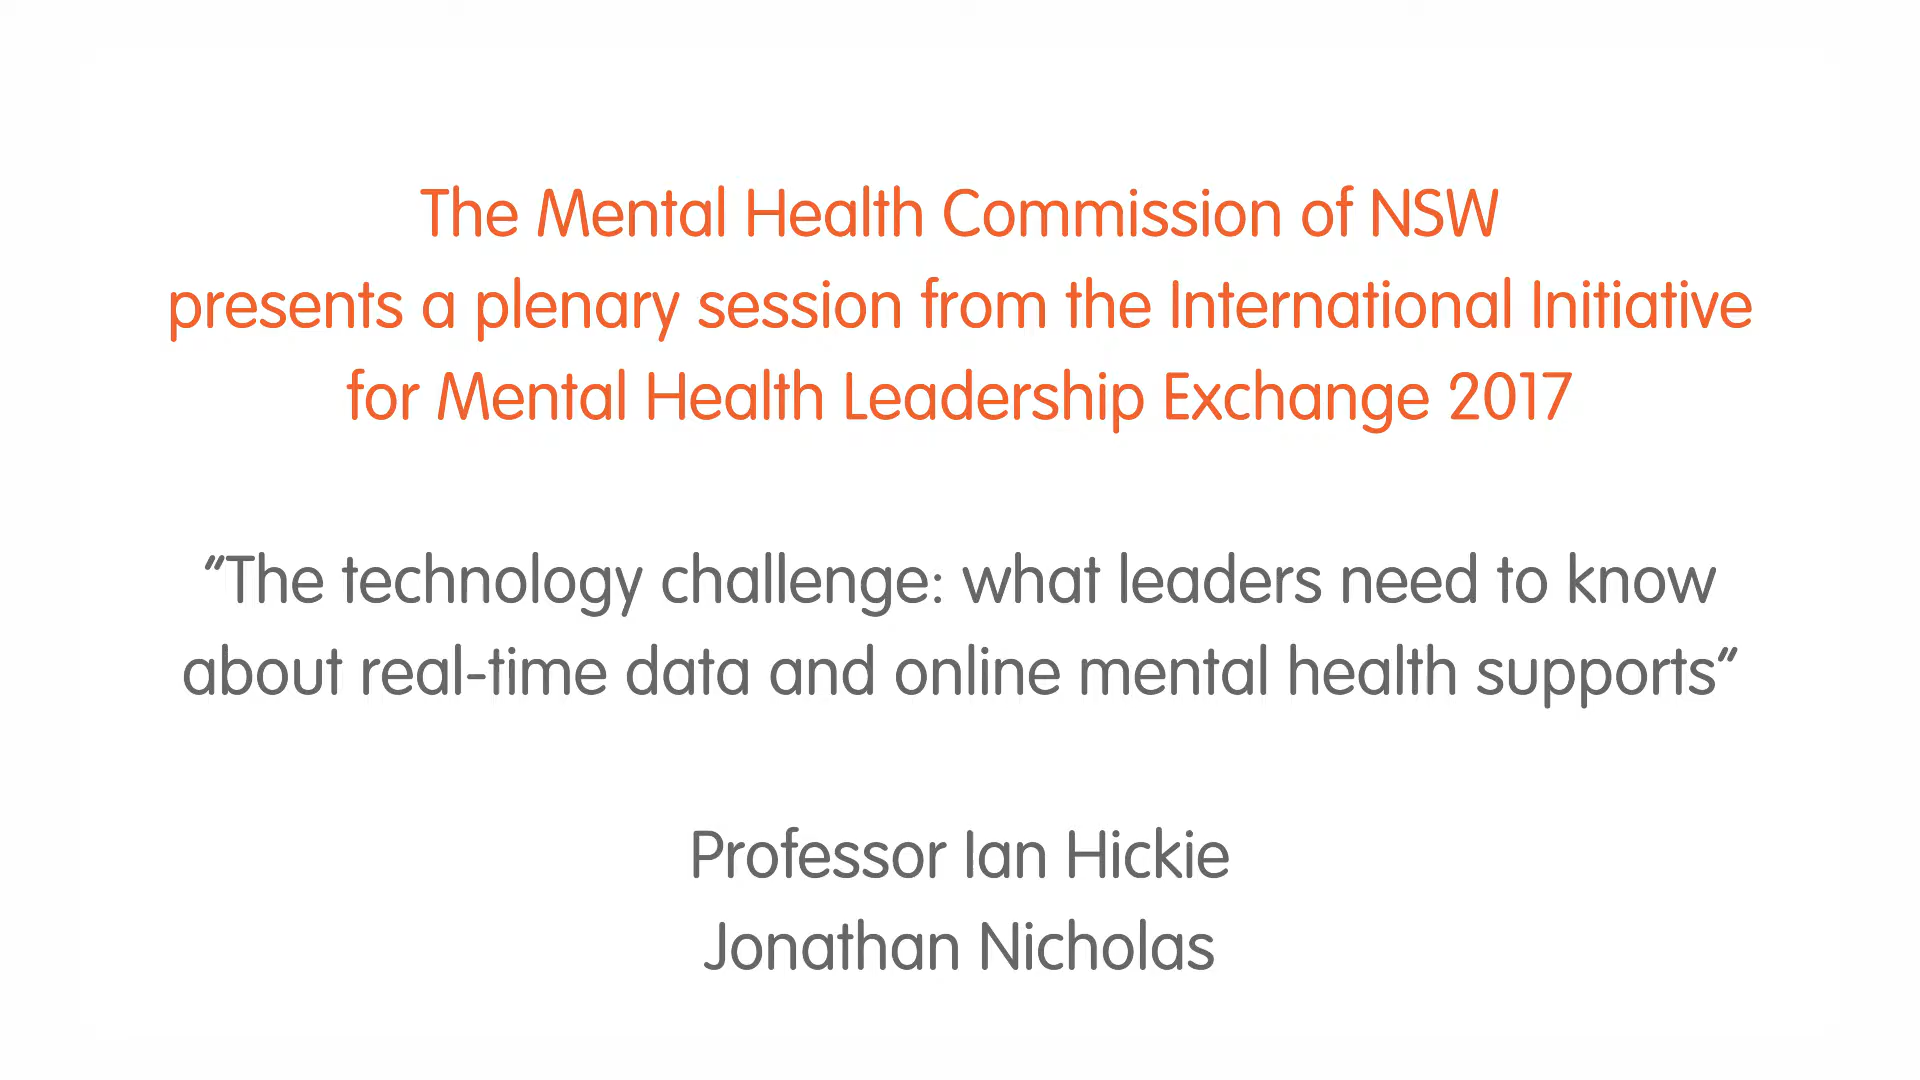 The Mental Health Commission of NSW
presents a plenary session from the International Initiative
for Mental Health Leadership Exchange 2017
“The technology challenge: what leaders need to know
about real-time data and online mental health supports“
Professor Ian Hickie
Jonathan Nicholas